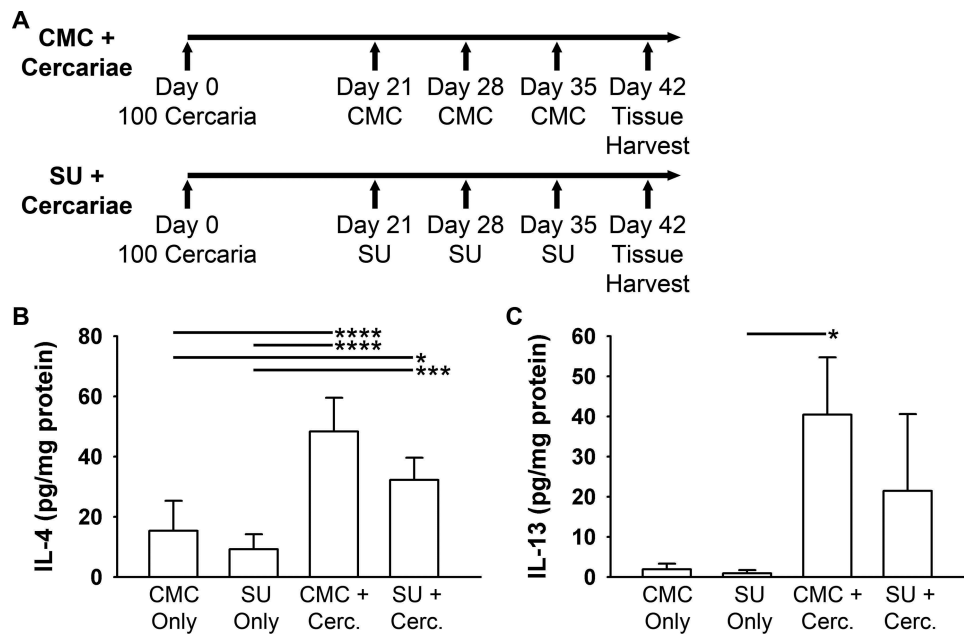 A
CMC +
Cercariae
Day 0
100 Cercaria
Day 21
CMC
Day 28
CMC
Day 35
CMC
Day 42
Tissue
Harvest
SU +
Cercariae
Day 0
100 Cercaria
Day 21
SU
Day 28
SU
Day 35
SU
Day 42
Tissue
Harvest
B
IL-4 (pg/mg protein)
80
60
40
20
0
****
****
*
***
CMC
Only
SU
Only
CMC +
Cerc.
SU +
Cerc.
C
IL-13 (pg/mg protein)
60
50
40
30
20
10
0
*
CMC
Only
SU
Only
CMC +
Cerc.
SU +
Cerc.